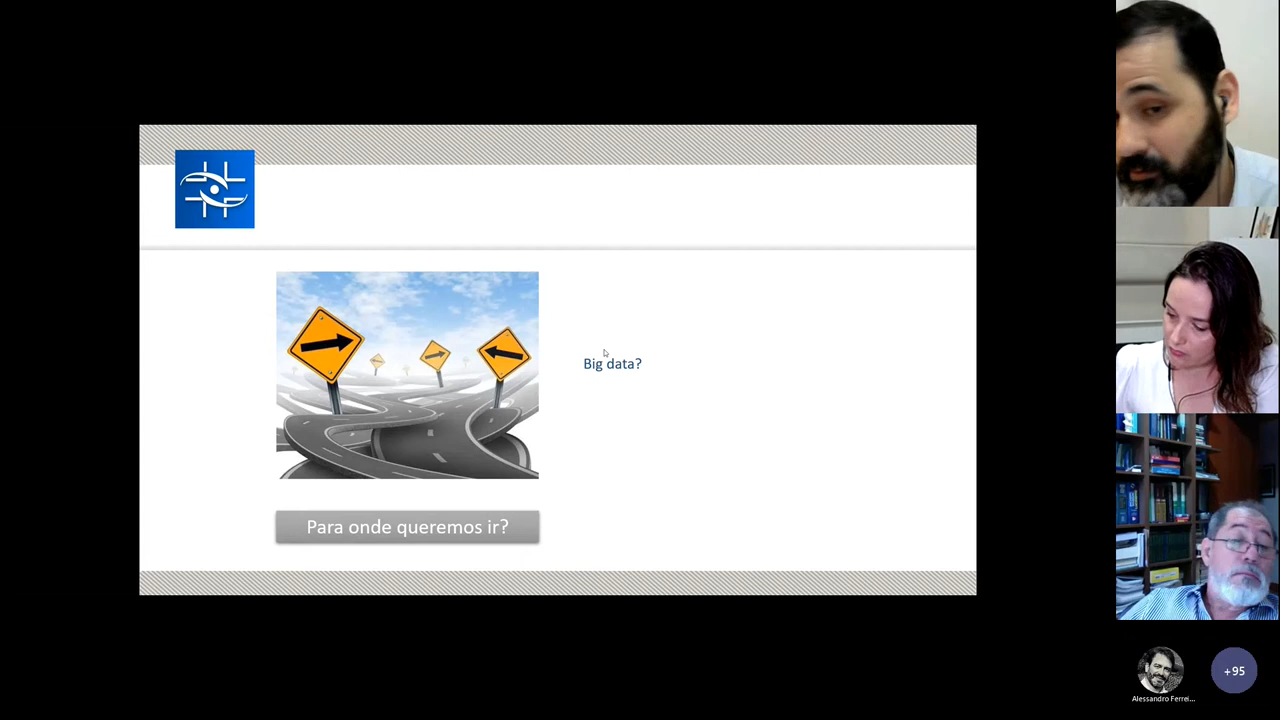 Big data?
Para onde queremos ir?
Alessandro Ferrei...
+95